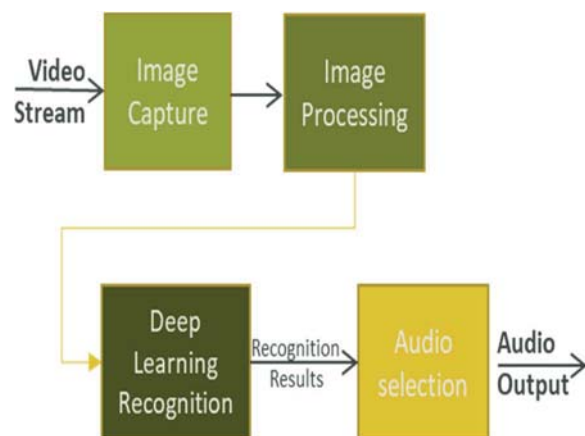 Video
Stream
Image
Capture
Image
Processing
Deep
Learning
Recognition
Recognition
Results
Audio
selection
Audio
Output